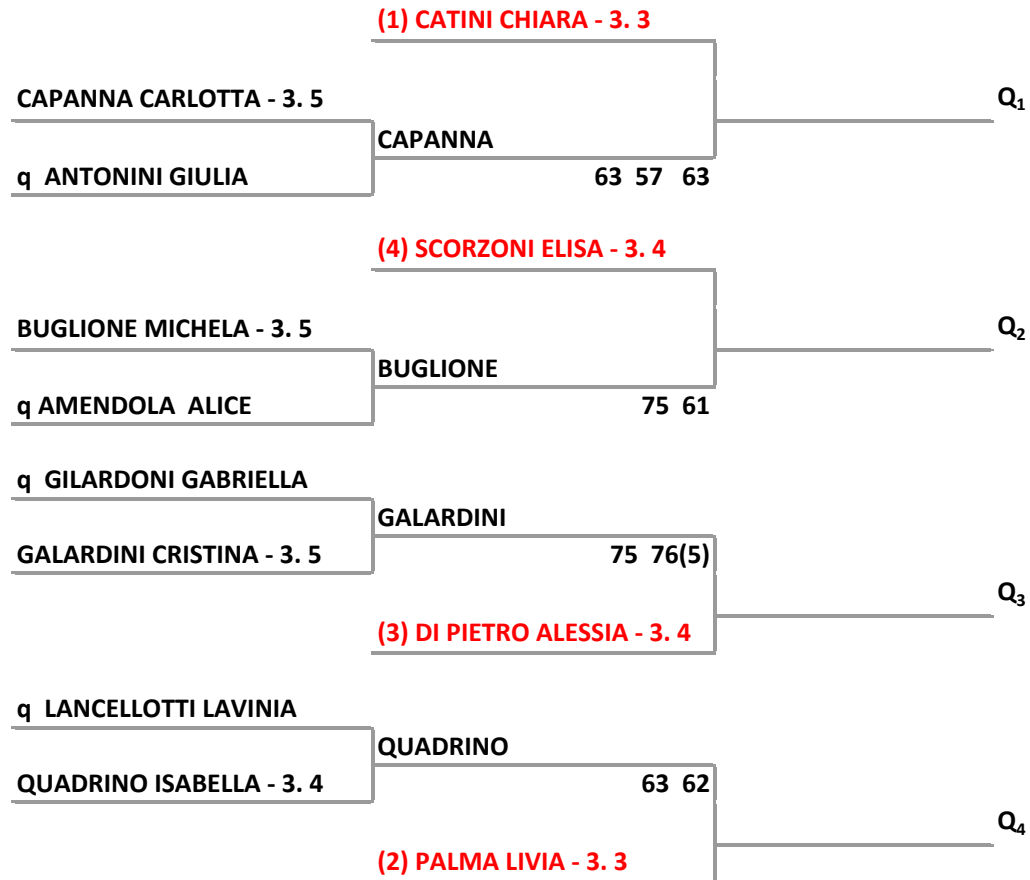 (1) CATINI CHIARA - 3. 3
CAPANNA CARLOTTA - 3. 5
Q1
CAPANNA
q ANTONINI GIULIA
63 57 63
(4) SCORZONI ELISA - 3. 4
BUGLIONE MICHELA - 3. 5
Q2
BUGLIONE
q AMENDOLA ALICE
75 61
q GILARDONI GABRIELLA
GALARDINI
GALARDINI CRISTINA - 3. 5
75 76(5)
Q3
(3) DI PIETRO ALESSIA - 3. 4
q LANCELLOTTI LAVINIA
QUADRINO
QUADRINO ISABELLA - 3. 4
63 62
Q4
(2) PALMA LIVIA - 3. 3